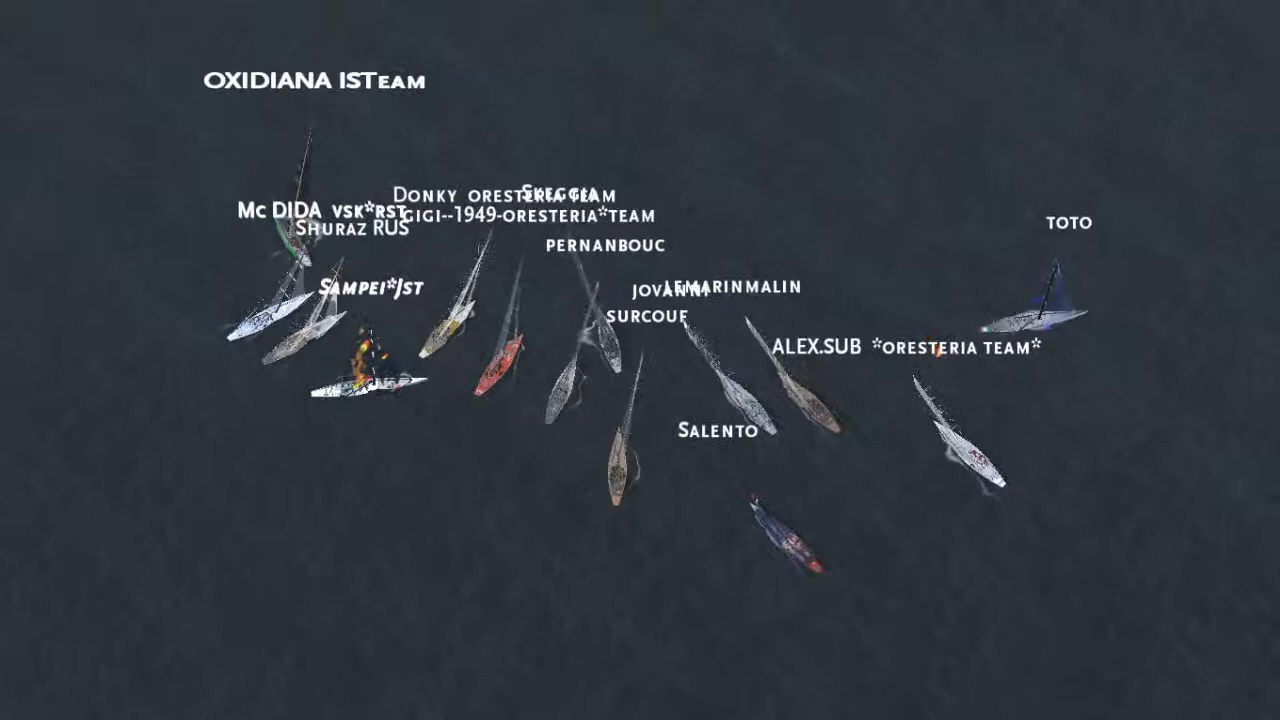 OXIDIANA ISTEAM
DONKY ORESTERIA TEAM
SKEGGIA
MC DIDA VSK*RST
GIGI--1949-ORESTERIA*TEAM
TOTO
SHURAZ RUS
PERNANBOUC
SAMPEI*JST
JOVANNI
LEMARINMALIN
SURCOUF
ALEX.SUB *ORESTERIA TEAM*
SALENTO